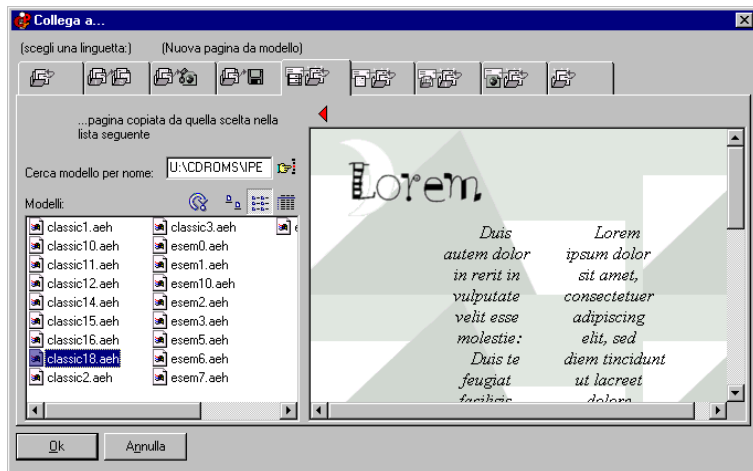 Collega a...
(scegli una linguetta:) (Nuova pagina da modello)
...pagina copiata da quella scelta nella
lista seguente
Cerca modello per nome: U:\CDROMS\IPE
Modelli:
classic1.aeh
classic10.aeh
classic11.aeh
classic12.aeh
classic14.aeh
classic15.aeh
classic16.aeh
classic18.aeh
classic2.aeh
classic3.aeh
esem0.aeh
esem1.aeh
esem10.aeh
esem2.aeh
esem3.aeh
esem5.aeh
esem6.aeh
esem7.aeh
Lorem
Duis
autem dolor
in rerit in
vulputate
velit esse
molestie:
Duis te
feugiat
facilisis
Lorem
ipsum dolor
sit amet,
consectetuer
adipiscing
elit, sed
diem tincidunt
ut lacreet
dolore
Ok Annulla